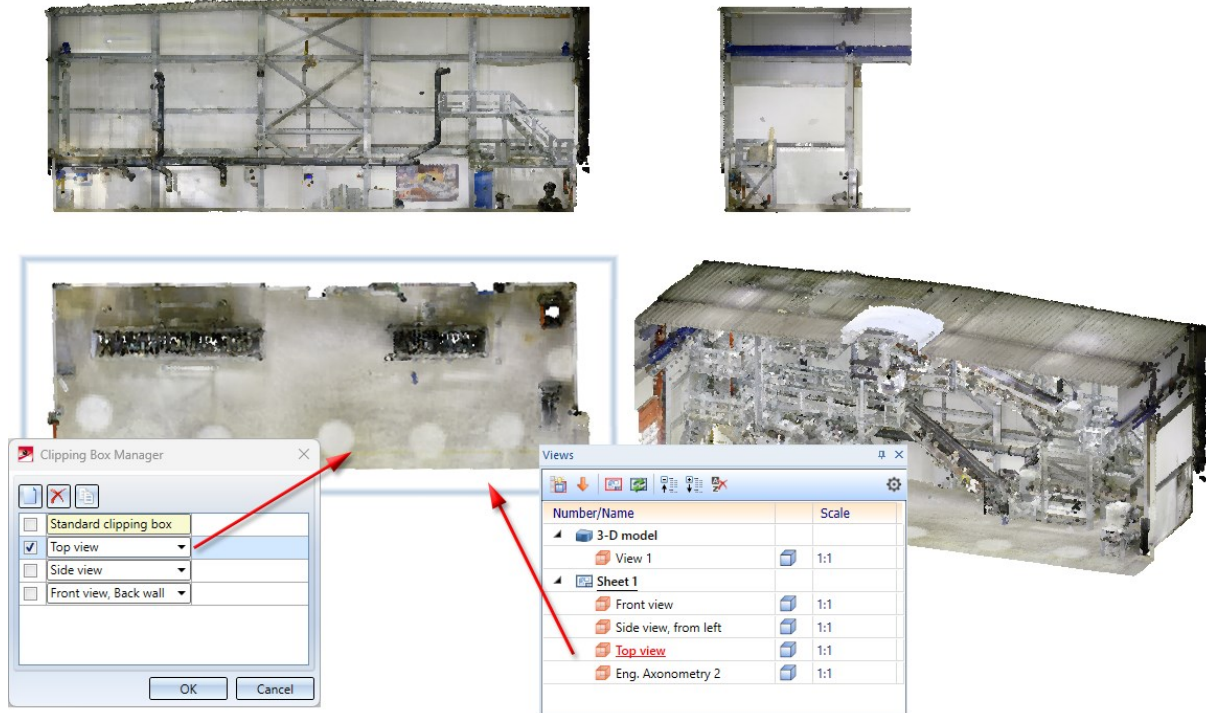 Clipping Box Manager
Standard clipping box
Top view
Side view
Front view, Back wall
OK Cancel
Views
Number/Name Scale
3-D model
View 1 1:1
Sheet 1
Front view 1:1
Side view, from left 1:1
Top view 1:1
Eng. Axonometry 2 1:1